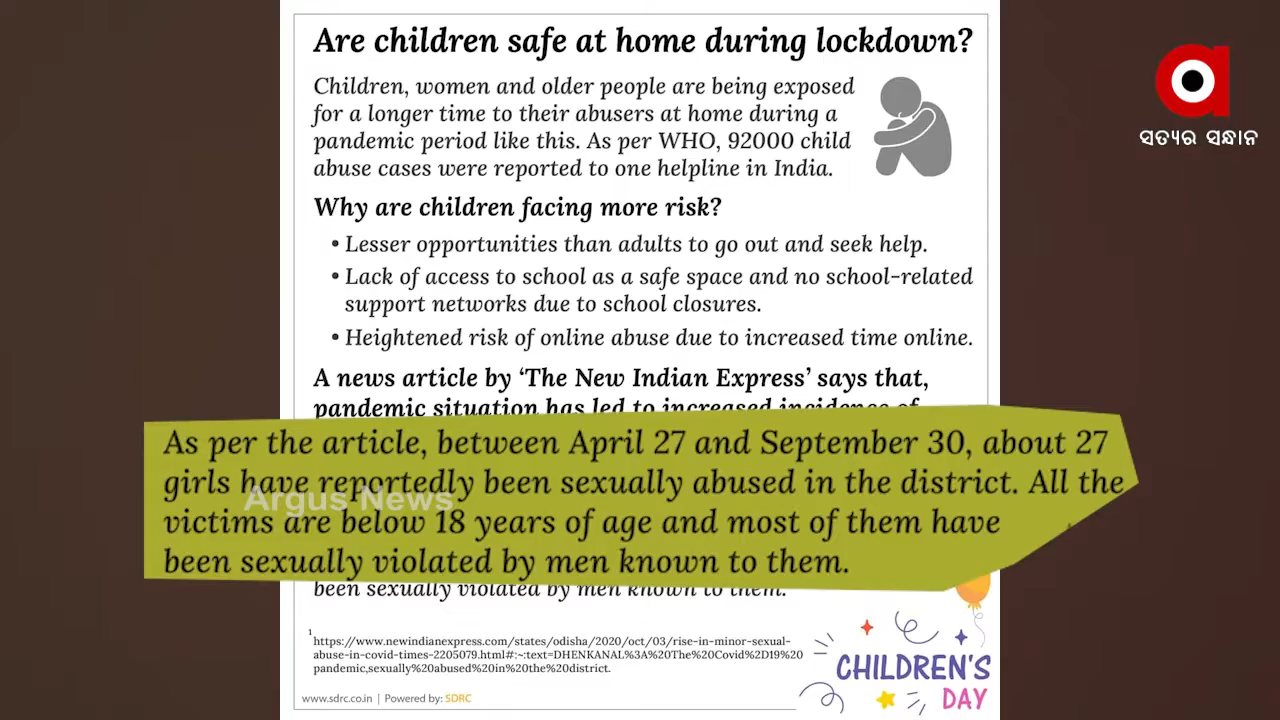 Are children safe at home during lockdown?
ସତ୍ୟର ସନ୍ଧାନ
Children, women and older people are being exposed
for a longer time to their abusers at home during a
pandemic period like this. As per WHO, 92000 child
abuse cases were reported to one helpline in India.
Why are children facing more risk?
• Lesser opportunities than adults to go out and seek help.
• Lack of access to school as a safe space and no school-related
support networks due to school closures.
• Heightened risk of online abuse due to increased time online.
A news article by ‘The New Indian Express’ says that,
pandemic situation has led to increased incidence of
As per the article, between April 27 and September 30, about 27
girls have reportedly been sexually abused in the district. All the
Argus News
victims are below 18 years of age and most of them have
been sexually violated by men known to them.
been sexually violated by men known to them.
1
https://www.newindianexpress.com/states/odisha/2020/oct/03/rise-in-minor-sexual-
abuse-in-covid-times-2205079.html#:~:text=DHENKANAL%3A%20The%20Covid%2D19%20
pandemic,sexually%20abused%20in%20the%20district.
www.sdrc.co.in | Powered by: SDRC
CHILDREN'S
DAY